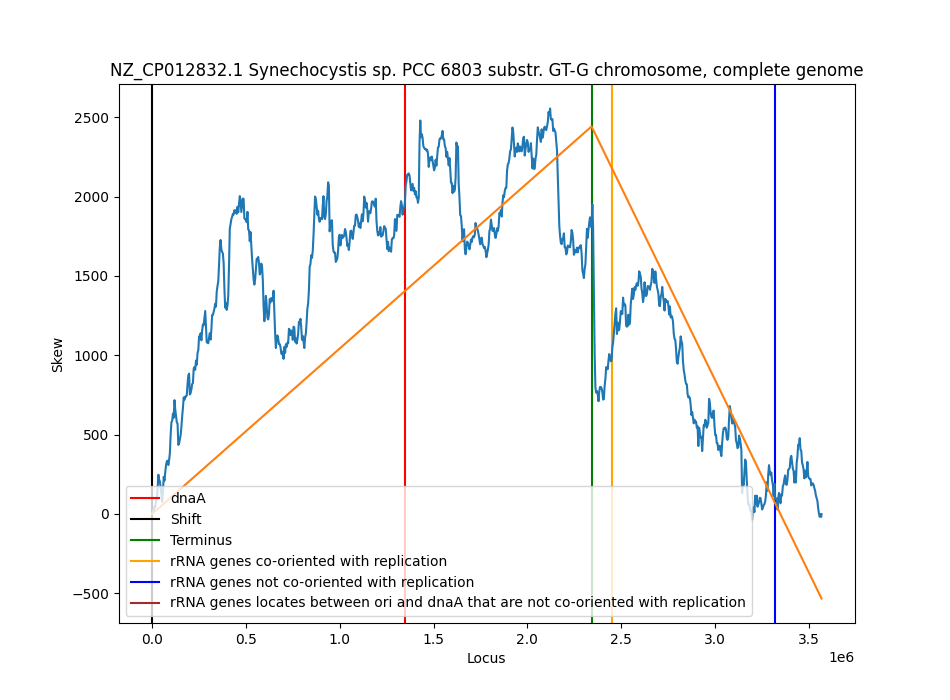 NZ_CP012832.1 Synechocystis sp. PCC 6803 substr. GT-G chromosome, complete genome
Skew
2500
2000
1500
1000
500
0
−500
dnaA
Shift
Terminus
rRNA genes co-oriented with replication
rRNA genes not co-oriented with replication
rRNA genes locates between ori and dnaA that are not co-oriented with replication
0.0 0.5 1.0 1.5 2.0 2.5 3.0 3.5
1e6
Locus